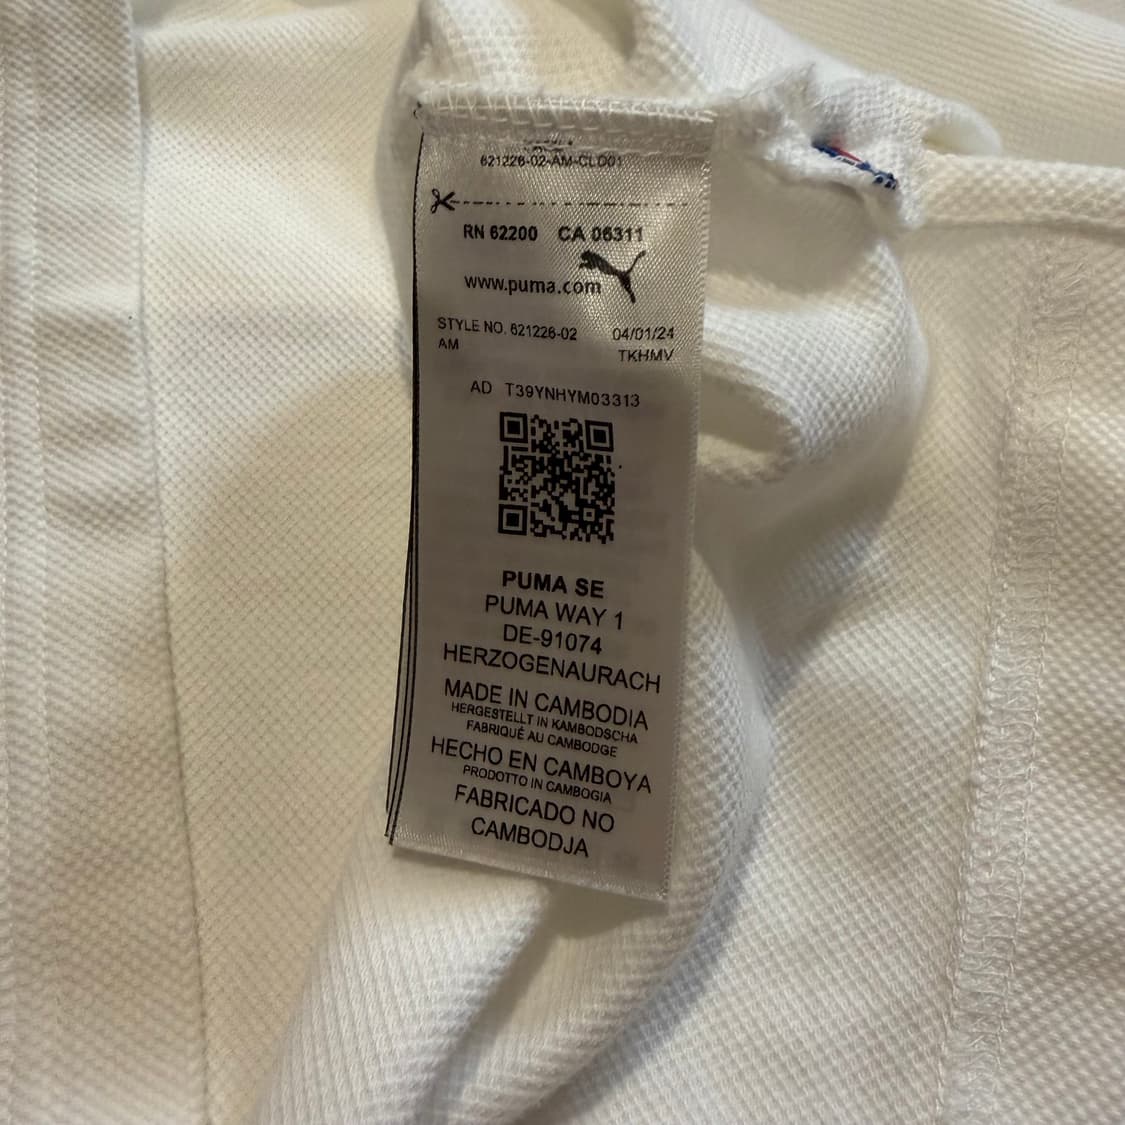 621226-02-AM-CLO01
RN 62200 CA 06311
www.puma.com
STYLE NO. 621226-02 04/01/24
AM TKHMV
AD T39YNHYM03313
PUMA SE
PUMA WAY 1
DE-91074
HERZOGENAURACH
MADE IN CAMBODIA
HERGESTELLT IN KAMBODSCHA
FABRIQUÉ AU CAMBODGE
HECHO EN CAMBOYA
PRODOTTO IN CAMBOGIA
FABRICADO NO
CAMBODJA